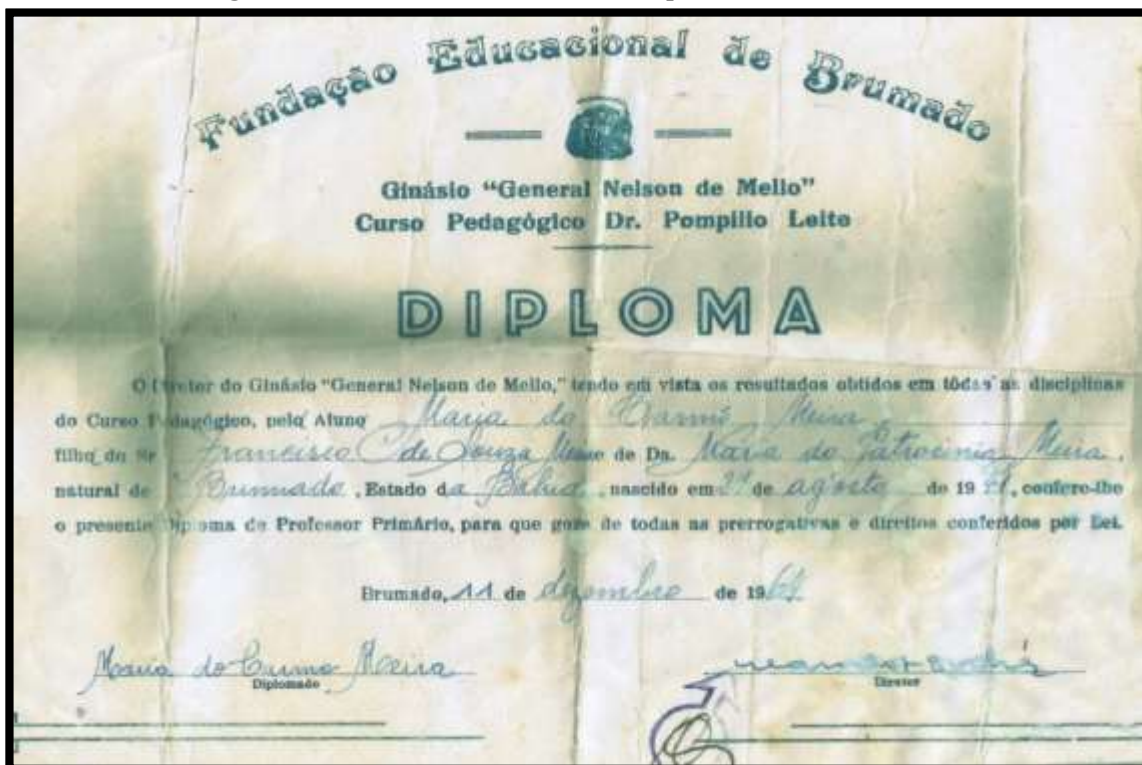 Fundação Educacional de Brumado
Ginásio "General Nelson de Mello"
Curso Pedagógico Dr. Pompilio Leite
DIPLOMA
O Diretor do Ginásio "General Nelson de Mello," tendo em vista os resultados obtidos em tôdas as disciplinas
do Curso Pedagógico, pelo Aluno Maria do Carmo Meira
filho do Sr Francisco C de Souza e de Da. Maria do Patrocinio Meira,
natural de Brumado, Estado da Bahia, nascido em de agosto de 19, confere-lhe
o presente Diploma de Professor Primário, para que goze de todas as prerrogativas e direitos conferidos por Lei.
Brumado, 11 de dezembro de 196
Maria do Carmo Meira
Diplomado
Diretor